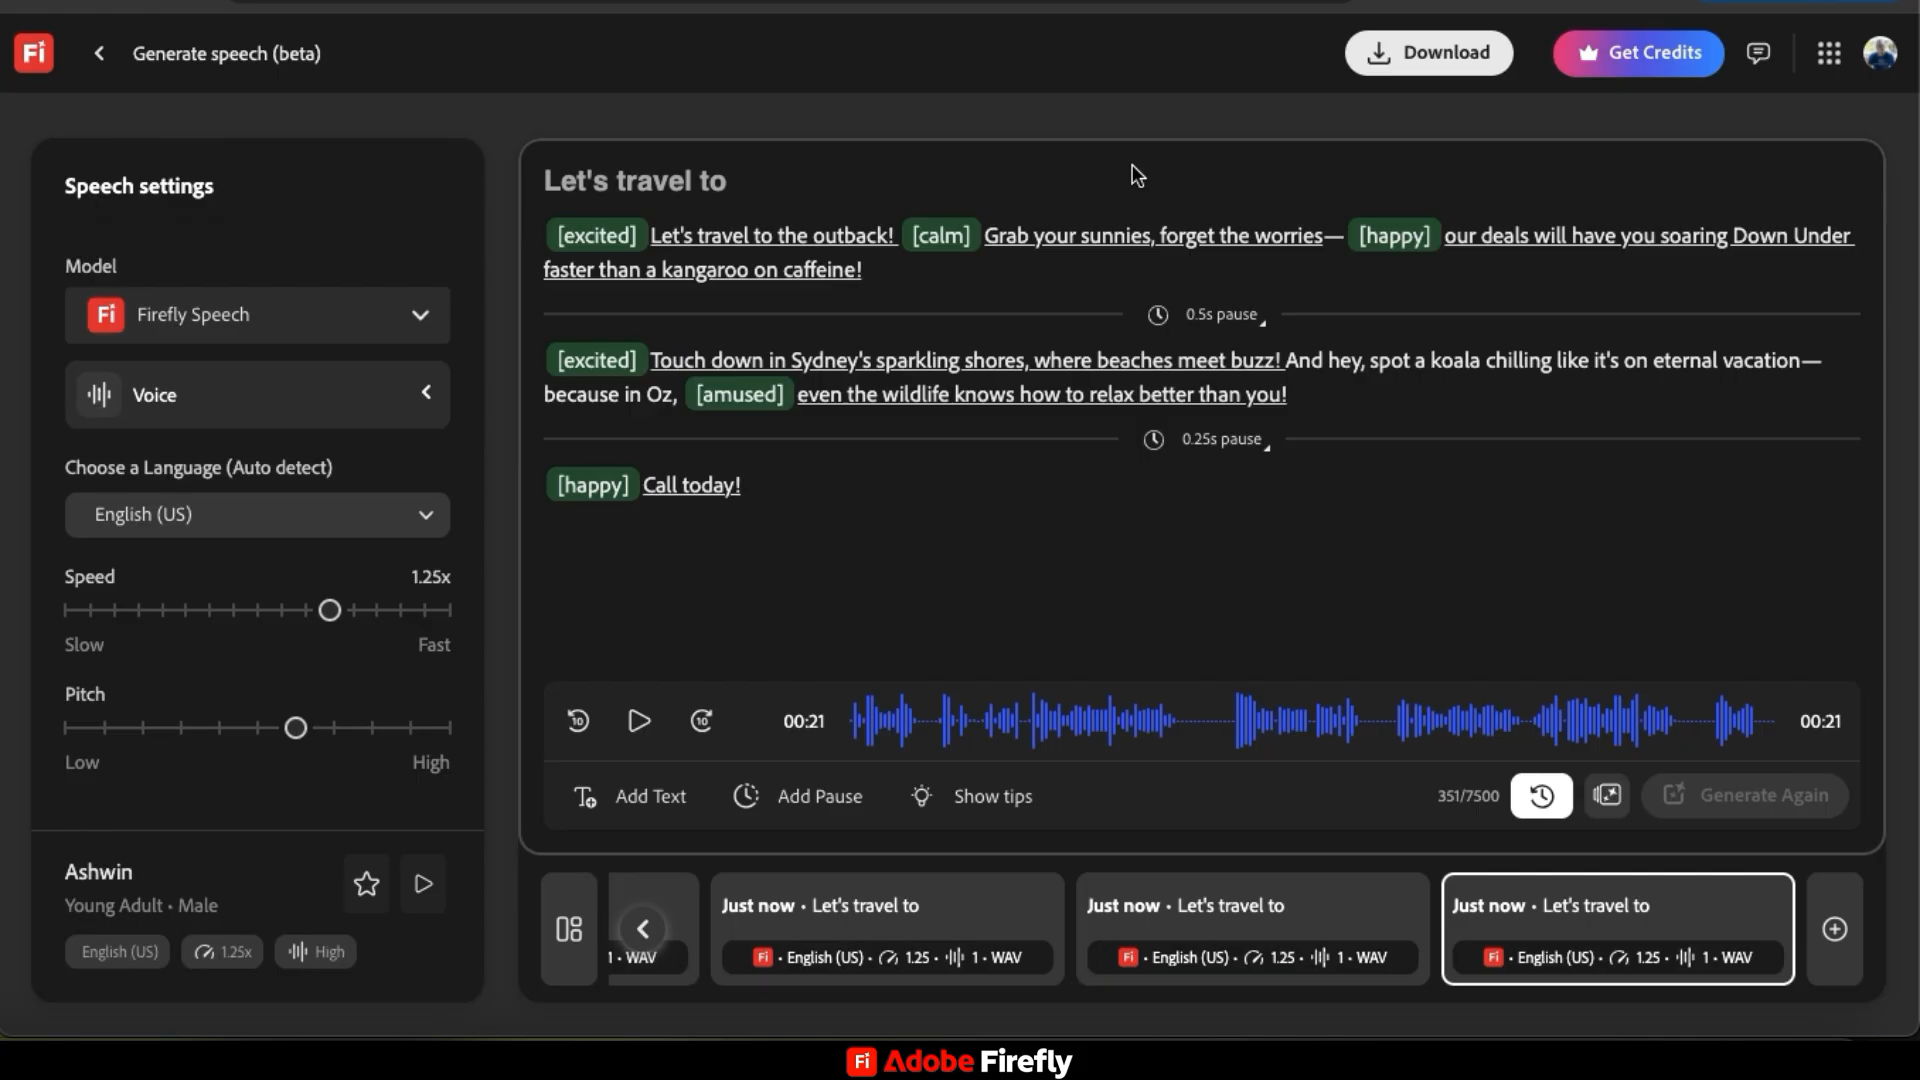 Fi
Generate speech (beta)
Download
Get Credits
Speech settings
Model
Fi Firefly Speech
Voice
Choose a Language (Auto detect)
English (US)
Speed 1.25x
Slow Fast
Pitch
Low High
Ashwin
Young Adult • Male
English (US) 1.25x High
Let's travel to
[excited] Let's travel to the outback! [calm] Grab your sunnies, forget the worries— [happy] our deals will have you soaring Down Under
faster than a kangaroo on caffeine!
0.5s pause
[excited] Touch down in Sydney's sparkling shores, where beaches meet buzz! And hey, spot a koala chilling like it's on eternal vacation—
because in Oz, [amused] even the wildlife knows how to relax better than you!
0.25s pause
[happy] Call today!
10 10 00:21 00:21
Add Text Add Pause Show tips 351/7500 Generate Again
1 • WAV
Just now • Let's travel to
Fi • English (US) • 1.25 • 1 • WAV
Just now • Let's travel to
Fi • English (US) • 1.25 • 1 • WAV
Just now • Let's travel to
Fi • English (US) • 1.25 • 1 • WAV
Fi Adobe Firefly